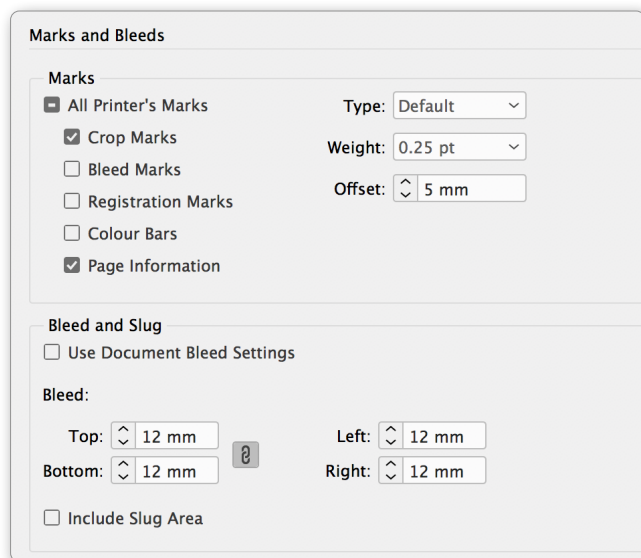 Marks and Bleeds
Marks
All Printer's Marks
Crop Marks
Bleed Marks
Registration Marks
Colour Bars
Page Information
Type: Default
Weight: 0.25 pt
Offset: 5 mm
Bleed and Slug
Use Document Bleed Settings
Bleed:
Top: 12 mm
Bottom: 12 mm
Left: 12 mm
Right: 12 mm
Include Slug Area